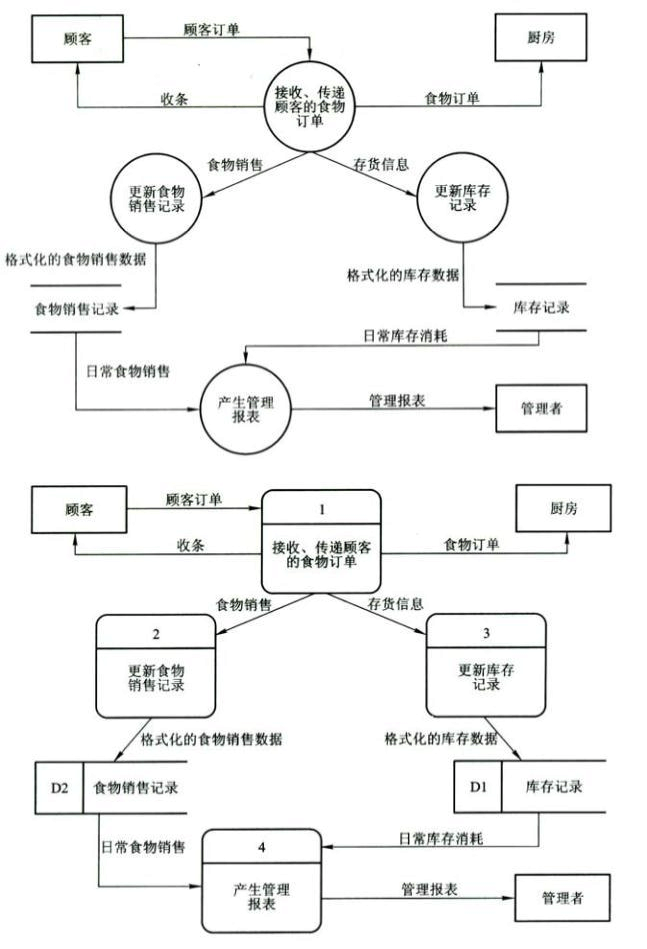 顾客
顾客订单
厨房
收条
接收、传递
顾客的食物
订单
食物订单
食物销售
存货信息
更新食物
销售记录
更新库存
记录
格式化的食物销售数据
格式化的库存数据
食物销售记录
库存记录
日常库存消耗
日常食物销售
产生管理
报表
管理报表
管理者
顾客
顾客订单
1
厨房
收条
接收、传递顾客
的食物订单
食物订单
食物销售
存货信息
2
3
更新食物
销售记录
更新库存
记录
格式化的食物销售数据
格式化的库存数据
D2
食物销售记录
D1
库存记录
日常食物销售
4
日常库存消耗
产生管理
报表
管理报表
管理者